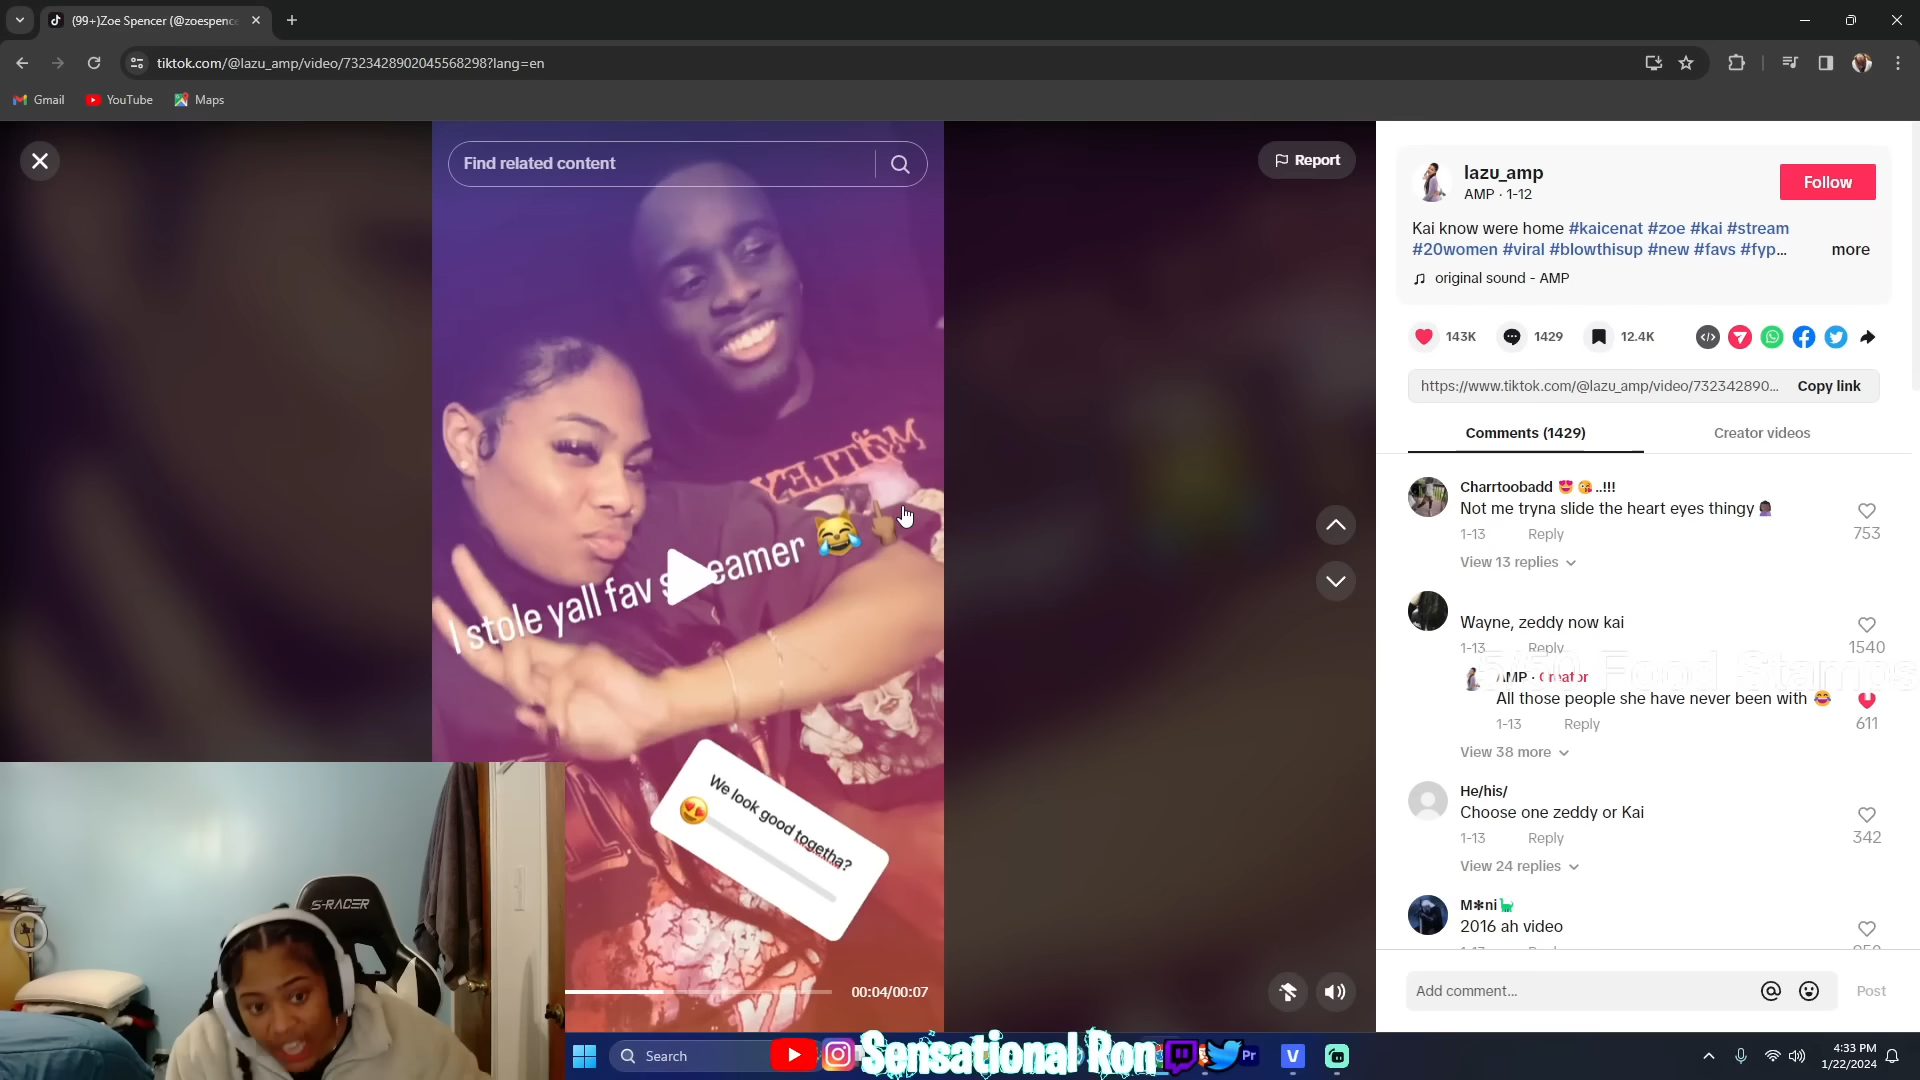 (99+)Zoe Spencer (@zoespence
tiktok.com/@lazu_amp/video/7323428902045568298?lang=en
Gmail
YouTube
Maps
Find related content
Report
I stole yall fav streamer 😹
We look good togetha?
😍
00:04/00:07
lazu_amp
AMP · 1-12
Follow
Kai know were home #kaicenat #zoe #kai #stream
#20women #viral #blowthisup #new #favs #fyp...
more
original sound - AMP
143K
1429
12.4K
https://www.tiktok.com/@lazu_amp/video/732342890...
Copy link
Comments (1429)
Creator videos
Charrtoobadd 😍 😘 ..!!!
Not me tryna slide the heart eyes thingy
1-13
Reply
753
View 13 replies
Wayne, zeddy now kai
1-13
Reply
1540
5/50 Food Stamps
AMP · Creator
All those people she have never been with 😂
1-13
Reply
611
View 38 more
He/his/
Choose one zeddy or Kai
1-13
Reply
342
View 24 replies
M✻ni🦕
2016 ah video
Add comment...
Post
S-RACER
Search
Sensational Ron
Pr
V
4:33 PM
1/22/2024